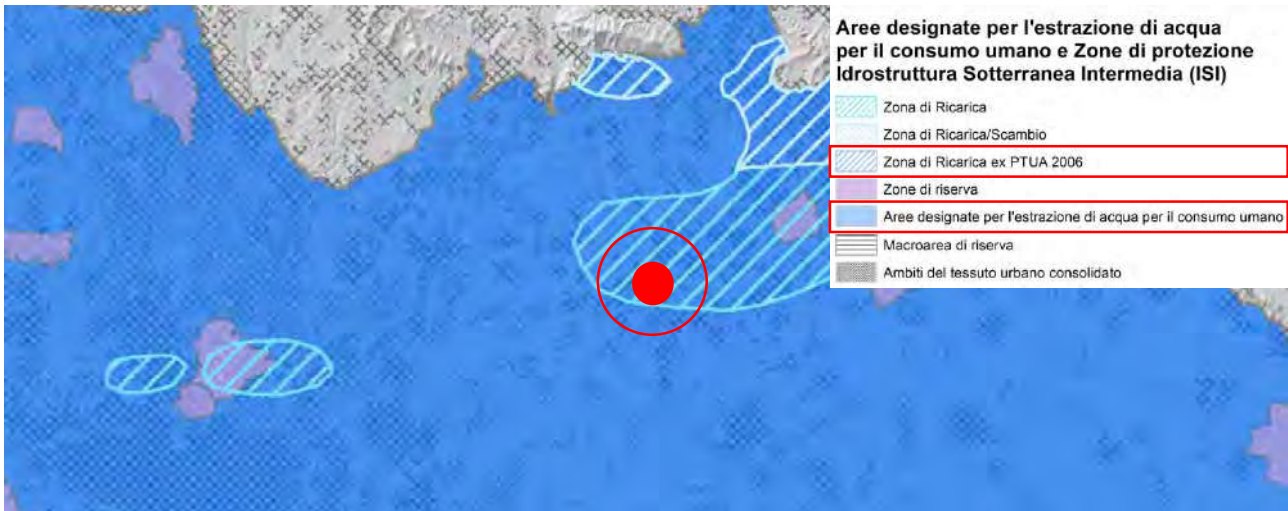 Aree designate per l'estrazione di acqua
per il consumo umano e Zone di protezione
Idrostruttura Sotterranea Intermedia (ISI)
Zona di Ricarica
Zona di Ricarica/Scambio
Zona di Ricarica ex PTUA 2006
Zone di riserva
Aree designate per l'estrazione di acqua per il consumo umano
Macroarea di riserva
Ambiti del tessuto urbano consolidato